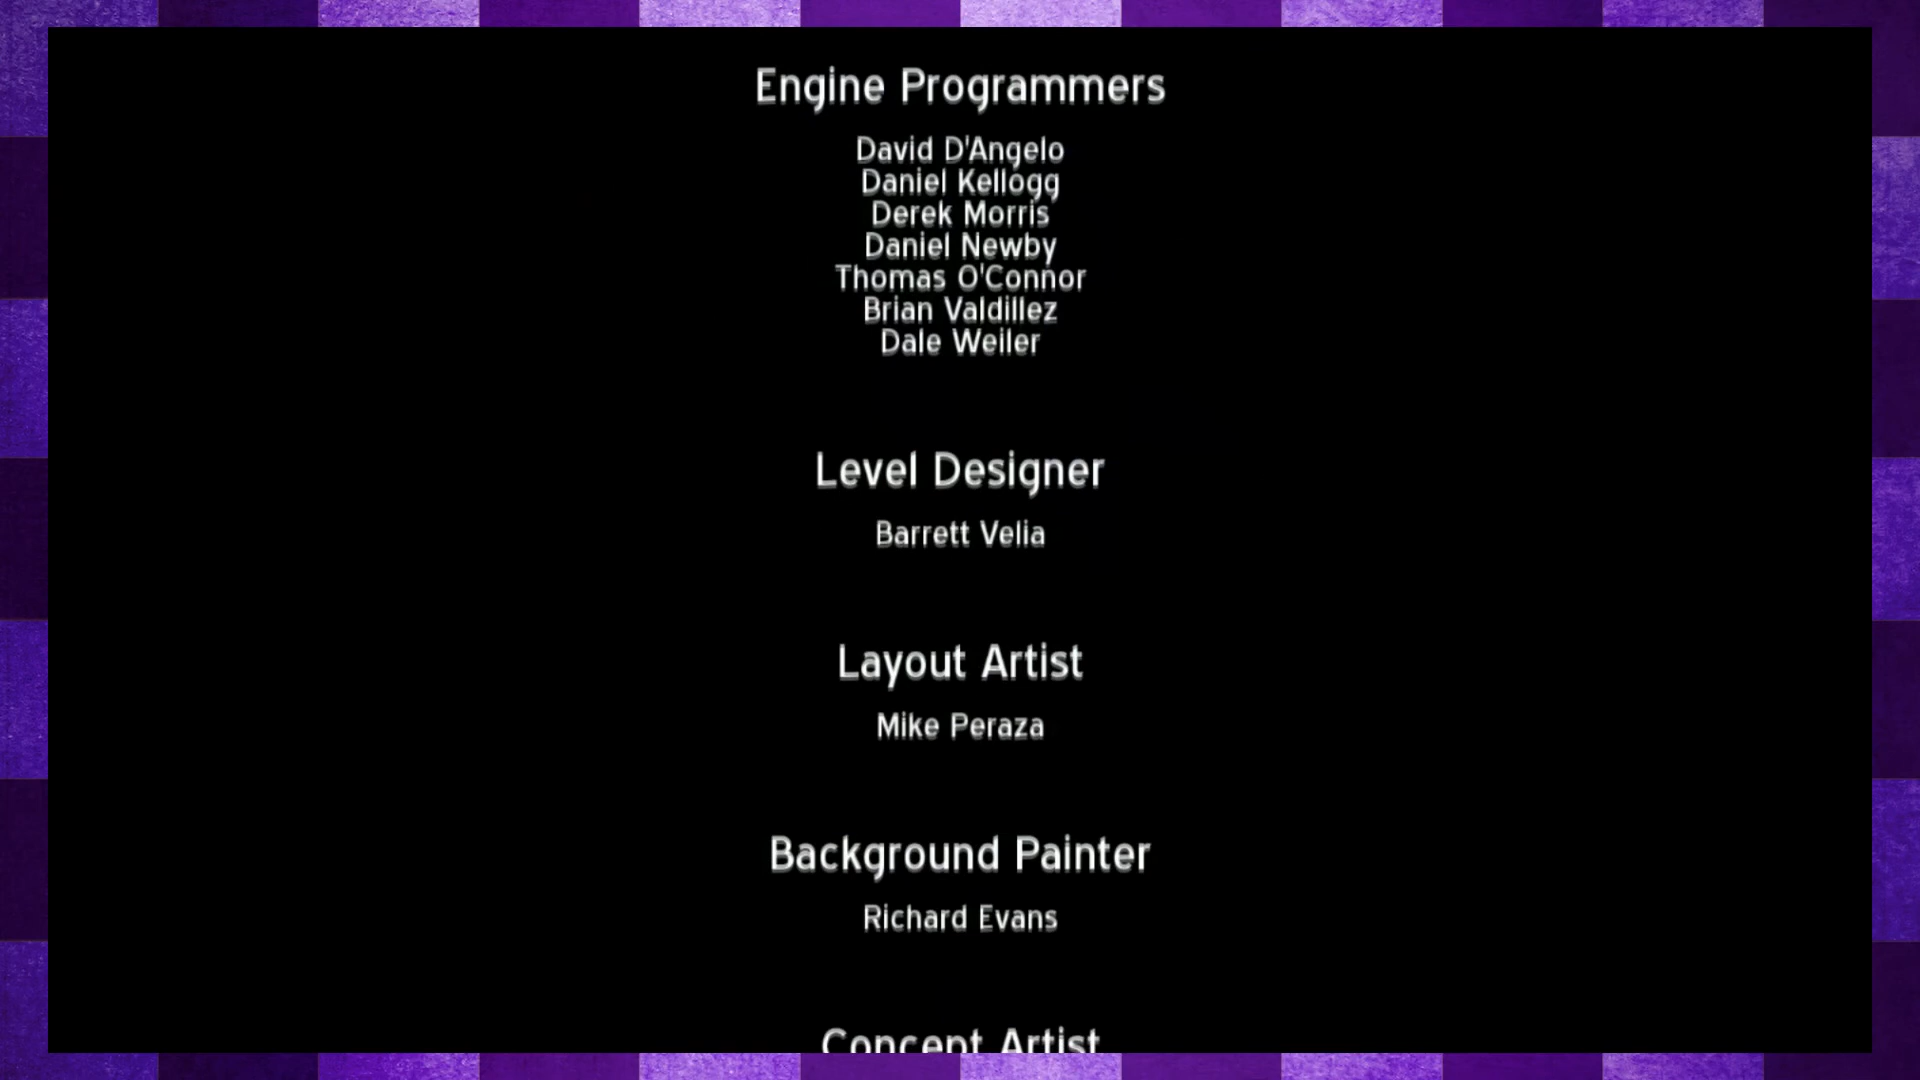 Engine Programmers
David D'Angelo
Daniel Kellogg
Derek Morris
Daniel Newby
Thomas O'Connor
Brian Valdillez
Dale Weiler
Level Designer
Barrett Velia
Layout Artist
Mike Peraza
Background Painter
Richard Evans
Concept Artist